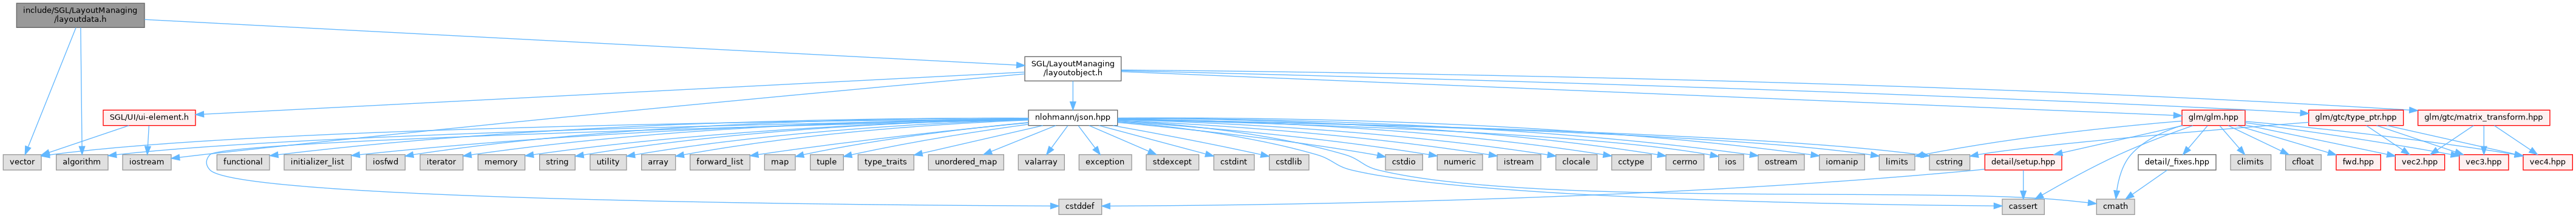 include/SGL/LayoutManaging
/layoutdata.h
SGL/LayoutManaging
/layoutobject.h
SGL/UI/ui-element.h
nlohmann/json.hpp
glm/glm.hpp
glm/gtc/type_ptr.hpp
glm/gtc/matrix_transform.hpp
vector
algorithm
iostream
functional
initializer_list
iosfwd
iterator
memory
string
utility
array
forward_list
map
tuple
type_traits
unordered_map
valarray
exception
stdexcept
cstdint
cstdlib
cstdio
numeric
istream
clocale
cctype
cerrno
ios
ostream
iomanip
limits
cstring
detail/setup.hpp
detail/_fixes.hpp
climits
cfloat
fwd.hpp
vec2.hpp
vec3.hpp
vec4.hpp
cstddef
cassert
cmath